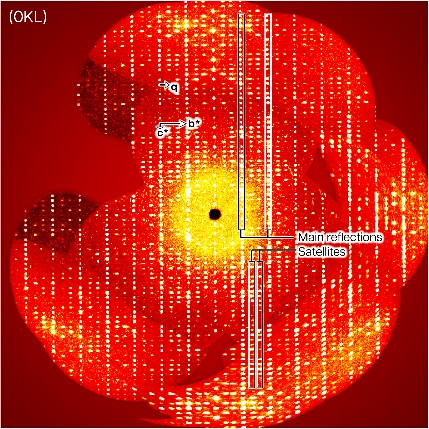 (0KL)
q
b*
c*
Main reflections
Satellites